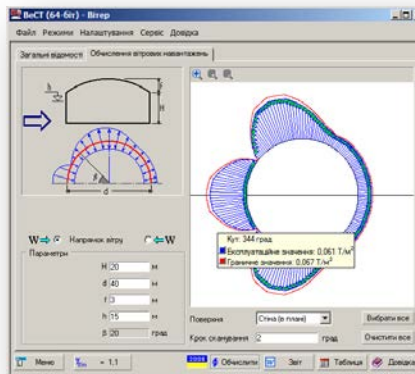 ВеСТ (64-біт) - Вітер
Файл Режими Налаштування Сервіс Довідка
Загальні відомості Обчислення вітрових навантажень
h f H
β d
W Напрямок вітру W
Параметри
H 20 м
d 40 м
f 3 м
h 15 м
β 20 град
Кут: 344 град
Експлуатаційне значення: 0,061 Т/м²
Граничне значення: 0,067 Т/м²
Поверхня Стіна (в плані) Вибрати все
Крок сканування 2 град Очистити все
Меню γfm = 1,1 2006 Обчислити Звіт Таблиця Довідка